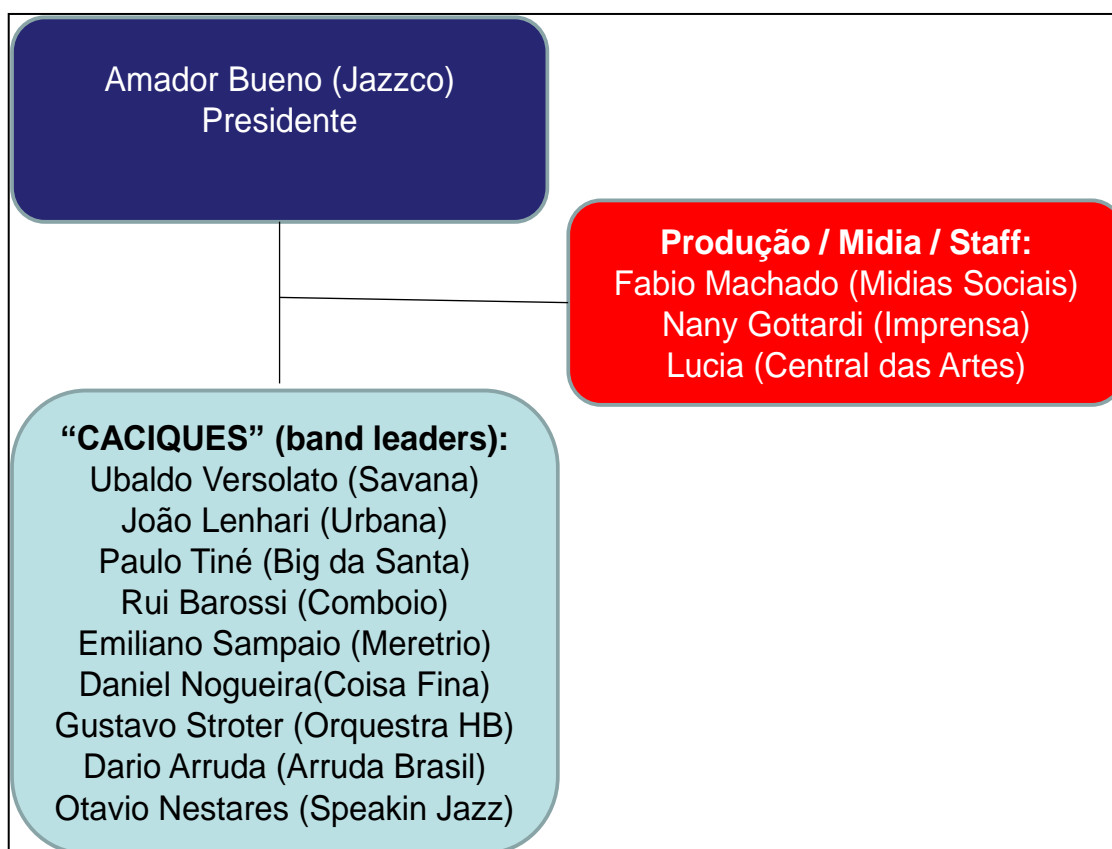 Amador Bueno (Jazzco)
Presidente
Produção / Midia / Staff:
Fabio Machado (Midias Sociais)
Nany Gottardi (Imprensa)
Lucia (Central das Artes)
“CACIQUES” (band leaders):
Ubaldo Versolato (Savana)
João Lenhari (Urbana)
Paulo Tiné (Big da Santa)
Rui Barossi (Comboio)
Emiliano Sampaio (Meretrio)
Daniel Nogueira(Coisa Fina)
Gustavo Stroter (Orquestra HB)
Dario Arruda (Arruda Brasil)
Otavio Nestares (Speakin Jazz)